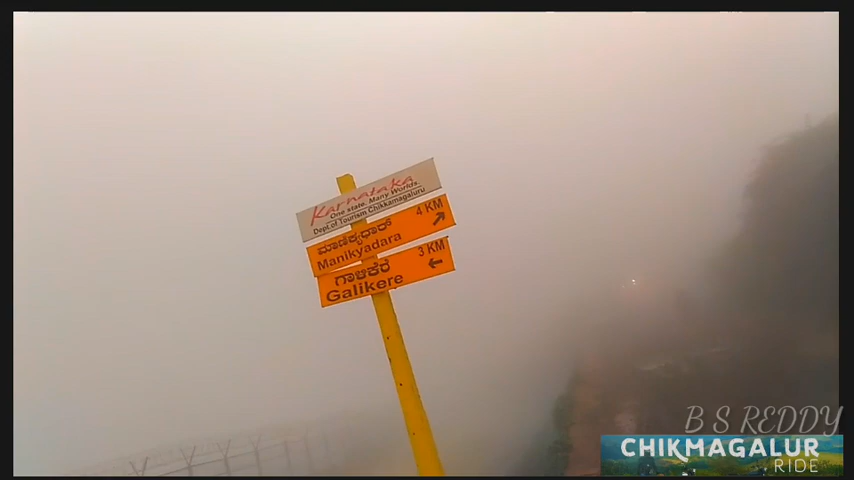 Karnataka
One state. Many Worlds.
Dept.of Tourism Chikkamagaluru
ಮಾಣಿಕ್ಯಧಾರ್ 4 KM
Manikyadara
ಗಾಳಿಕೆರೆ 3 KM
Galikere
B S REDDY
CHIKMAGALUR
RIDE